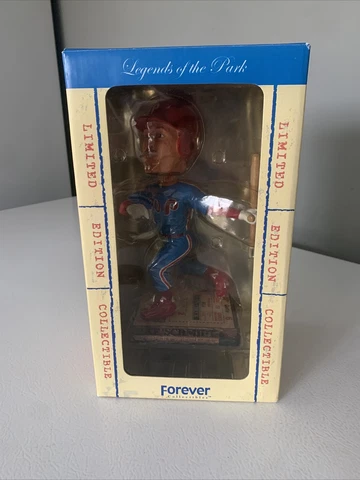 Legends of the Park
LIMITED
EDITION
COLLECTIBLE
LIMITED
EDITION
COLLECTIBLE
Forever
Collectibles